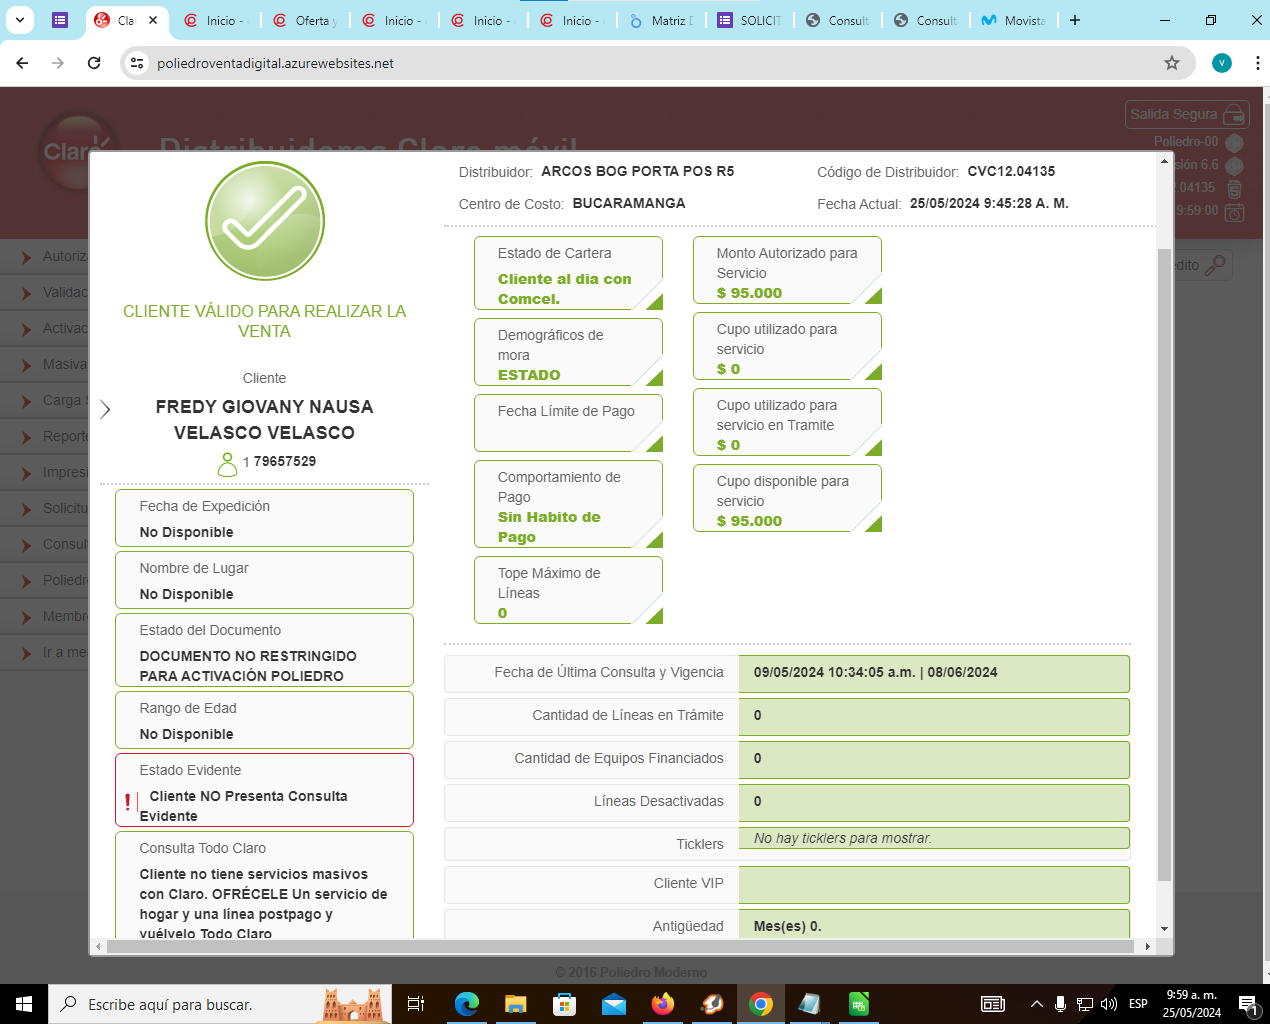 Cla
Inicio -
Oferta y
Inicio -
Inicio -
Inicio -
Matriz D
SOLICIT
Consult
Consult
Movista
poliedroventadigital.azurewebsites.net
v
Claro
Distribuidores Claro móvil
Salida Segura
Poliedro-00
sión 6.6
2.04135
9:59:00
édito
Autoriz
Validac
Activac
Masiva
Carga S
Reporte
Impresi
Solicitu
Consult
Poliedr
Membr
Ir a me
CLIENTE VÁLIDO PARA REALIZAR LA
VENTA
Cliente
FREDY GIOVANY NAUSA
VELASCO VELASCO
1 79657529
Fecha de Expedición
No Disponible
Nombre de Lugar
No Disponible
Estado del Documento
DOCUMENTO NO RESTRINGIDO
PARA ACTIVACIÓN POLIEDRO
Rango de Edad
No Disponible
Estado Evidente
Cliente NO Presenta Consulta
Evidente
Consulta Todo Claro
Cliente no tiene servicios masivos
con Claro. OFRÉCELE Un servicio de
hogar y una línea postpago y
vuélvelo Todo Claro
Distribuidor: ARCOS BOG PORTA POS R5
Código de Distribuidor: CVC12.04135
Centro de Costo: BUCARAMANGA
Fecha Actual: 25/05/2024 9:45:28 A. M.
Estado de Cartera
Cliente al dia con
Comcel.
Demográficos de
mora
ESTADO
Fecha Límite de Pago
Comportamiento de
Pago
Sin Habito de
Pago
Tope Máximo de
Líneas
0
Monto Autorizado para
Servicio
$ 95.000
Cupo utilizado para
servicio
$ 0
Cupo utilizado para
servicio en Tramite
$ 0
Cupo disponible para
servicio
$ 95.000
Fecha de Última Consulta y Vigencia 09/05/2024 10:34:05 a.m. | 08/06/2024
Cantidad de Líneas en Trámite 0
Cantidad de Equipos Financiados 0
Líneas Desactivadas 0
Ticklers No hay ticklers para mostrar.
Cliente VIP
Antigüedad Mes(es) 0.
© 2016 Poliedro Moderno
Escribe aquí para buscar.
ESP
9:59 a. m.
25/05/2024
1